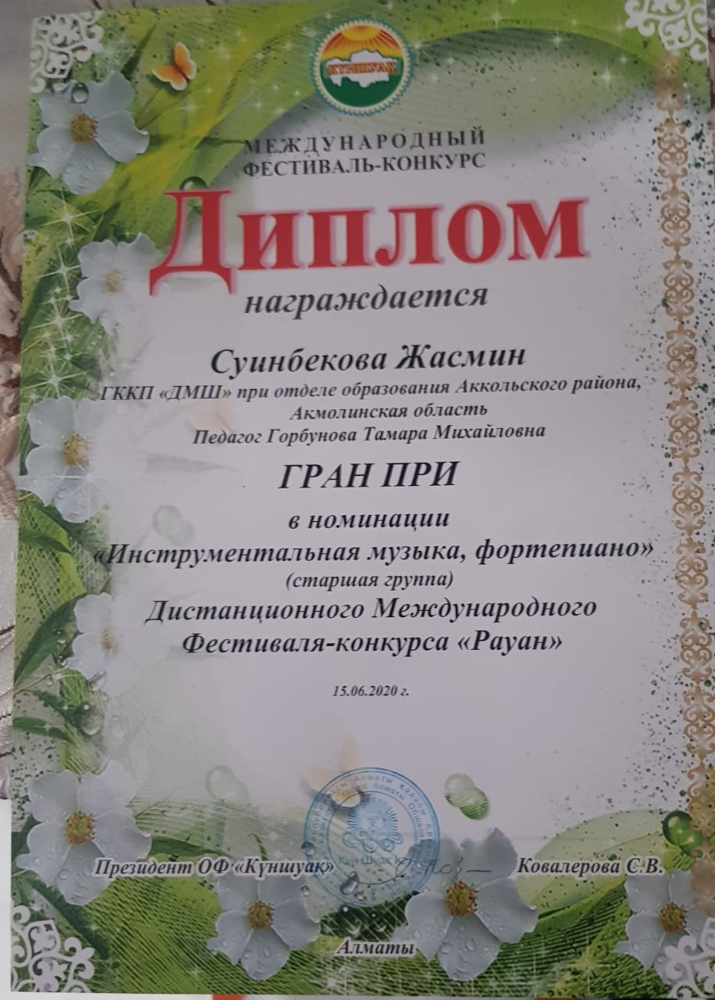 КҮНШУАҚ
МЕЖДУНАРОДНЫЙ
ФЕСТИВАЛЬ-КОНКУРС
Диплом
награждается
Суинбекова Жасмин
ГККП «ДМШ» при отделе образования Аккольского района,
Акмолинская область
Педагог Горбунова Тамара Михайловна
ГРАН ПРИ
в номинации
«Инструментальная музыка, фортепиано»
(старшая группа)
Дистанционного Международного
Фестиваля-конкурса «Рауан»
15.06.2020 г.
Президент ОФ «Күншуақ»
Ковалерова С.В.
Алматы